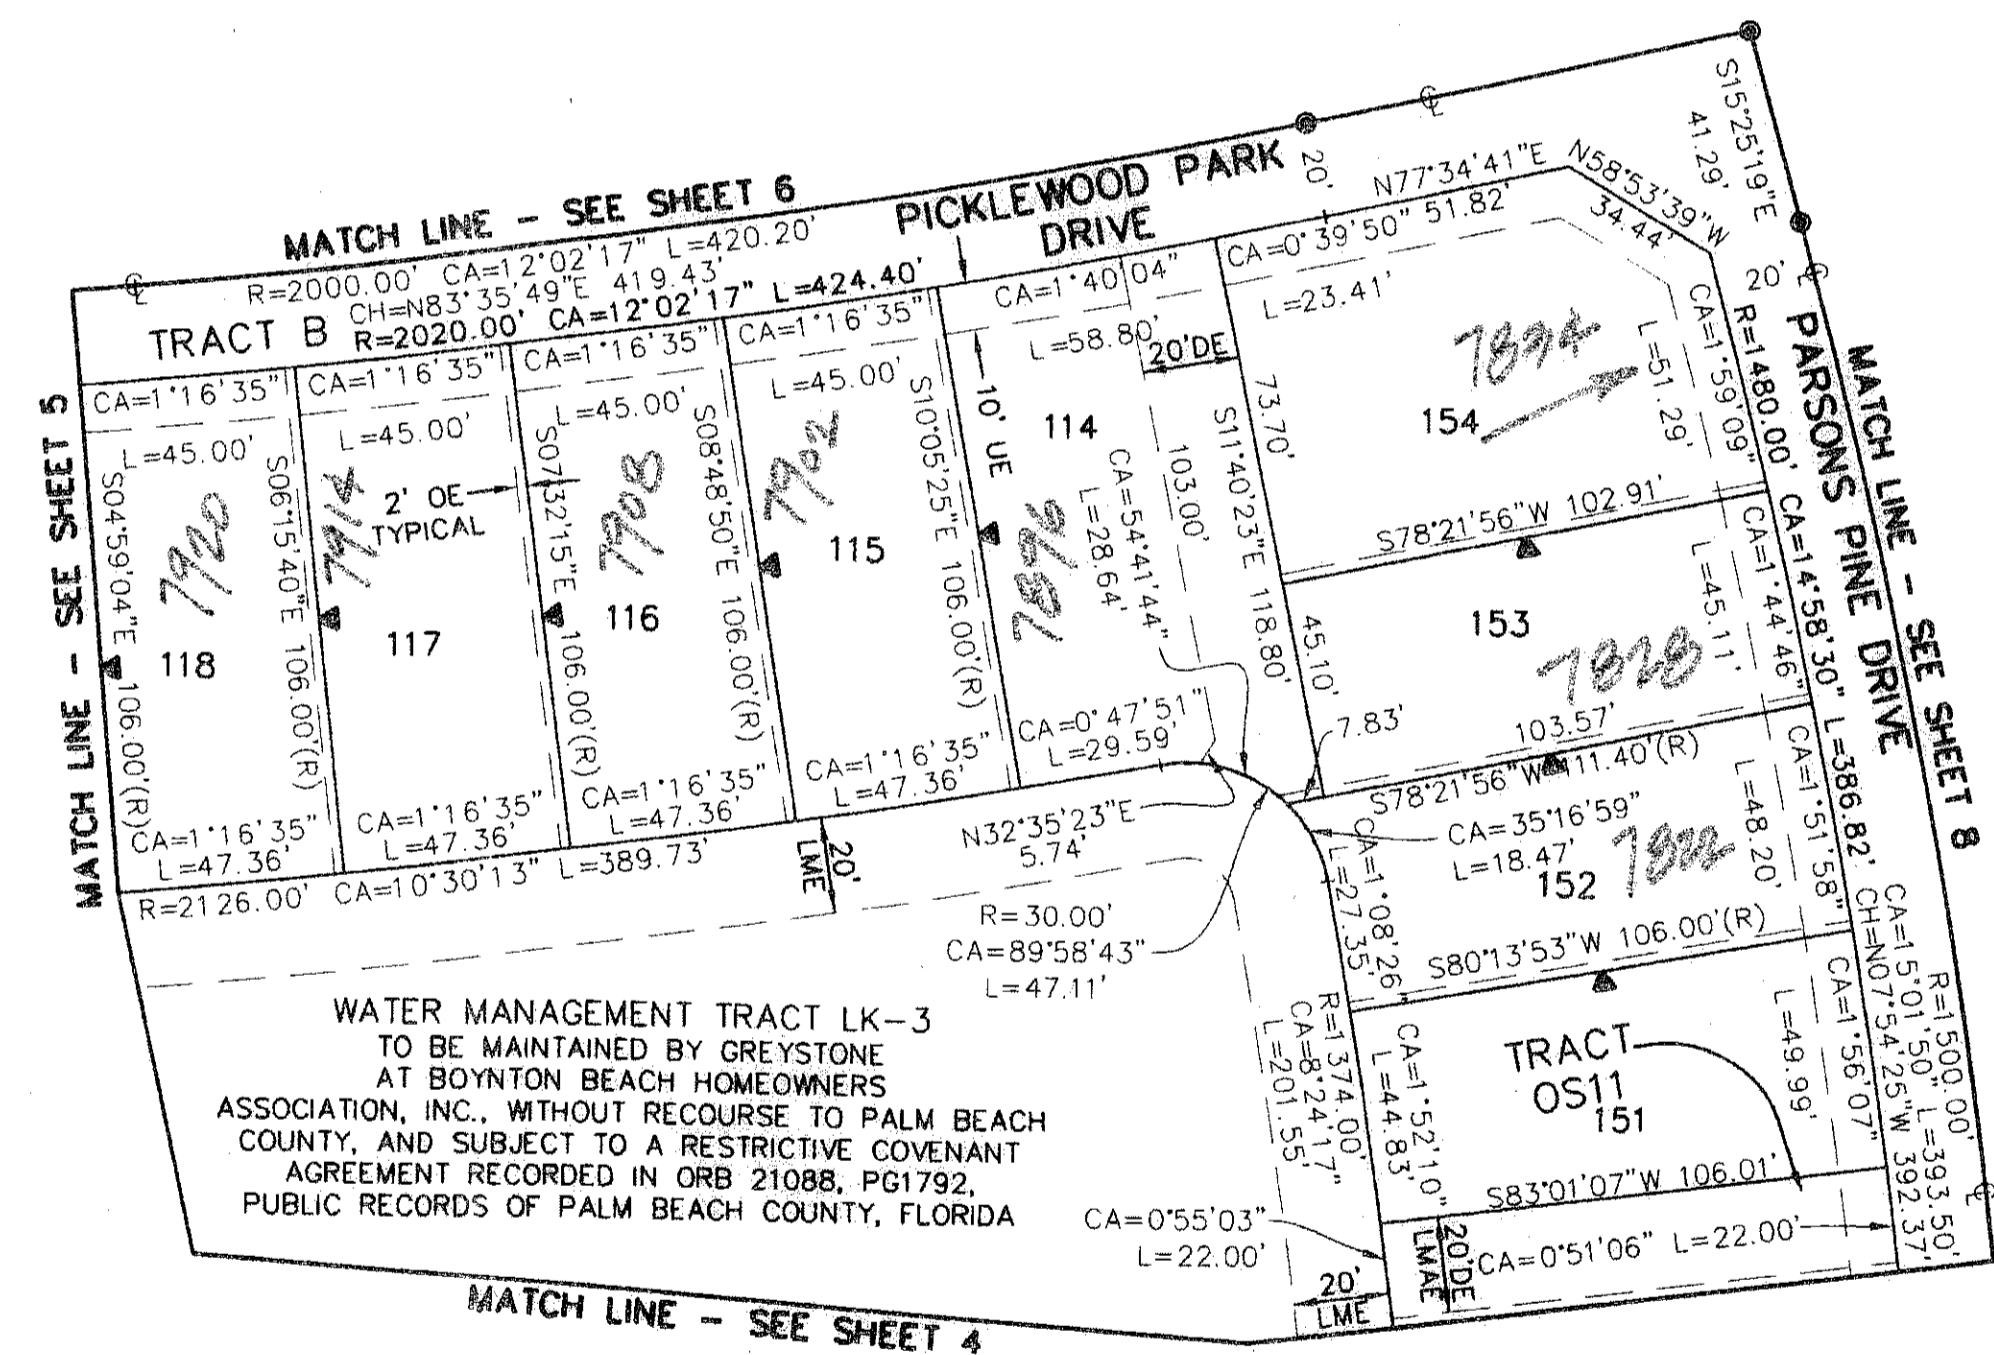 MATCH LINE - SEE SHEET 6
R=2000.00' CA=12°02'17" L=420.20'
CH=N83°35'49"E 419.43'
TRACT B R=2020.00' CA=12°02'17" L=424.40'
PICKLEWOOD PARK
DRIVE
20'
N77°34'41"E
51.82'
N58°53'39"W
34.44'
S15°25'19"E
41.29'
20'
MATCH LINE - SEE SHEET 5
CA=1°16'35"
L=45.00'
S04°59'04"E 106.00'(R)
7920
118
CA=1°16'35"
L=47.36'
S06°15'40"E 106.00'(R)
CA=1°16'35"
L=45.00'
7914
2' OE
TYPICAL
117
CA=1°16'35"
L=47.36'
S07°32'15"E 106.00'(R)
CA=1°16'35"
L=45.00'
7908
116
CA=1°16'35"
L=47.36'
S08°48'50"E 106.00'(R)
CA=1°16'35"
L=45.00'
7902
115
CA=1°16'35"
L=47.36'
S10°05'25"E 106.00'(R)
CA=1°40'04"
L=58.80'
20'DE
10' UE
114
7896
CA=54°41'44"
L=28.64'
103.00'
CA=0°47'51"
L=29.59'
S11°40'23"E 118.80'
CA=0°39'50"
L=23.41'
73.70'
154
CA=1°59'09"
L=51.29'
S78°21'56"W 102.91'
153
7828
45.10'
CA=1°44'46"
L=45.11'
7.83'
103.57'
S78°21'56"W 111.40'(R)
CA=35°16'59"
L=18.47'
152
7822
CA=1°51'58"
L=48.20'
CA=1°08'26"
L=27.35'
S80°13'53"W 106.00'(R)
TRACT
OS11
151
CA=1°56'07"
L=49.99'
CA=1°52'10"
L=44.83'
S83°01'07"W 106.01'
CA=0°51'06" L=22.00'
20'DE
LMAE
R=1480.00' CA=14°58'30" L=386.82'
PARSONS PINE DRIVE
MATCH LINE - SEE SHEET 8
CH=N07°54'25"W 392.37'
CA=15°01'50" L=393.50'
R=1500.00'
R=2126.00' CA=10°30'13" L=389.73'
20'
LME
N32°35'23"E
5.74'
R=30.00'
CA=89°58'43"
L=47.11'
R=1374.00'
CA=8°24'17"
L=201.55'
WATER MANAGEMENT TRACT LK-3
TO BE MAINTAINED BY GREYSTONE
AT BOYNTON BEACH HOMEOWNERS
ASSOCIATION, INC., WITHOUT RECOURSE TO PALM BEACH
COUNTY, AND SUBJECT TO A RESTRICTIVE COVENANT
AGREEMENT RECORDED IN ORB 21088, PG1792,
PUBLIC RECORDS OF PALM BEACH COUNTY, FLORIDA
CA=0°55'03"
L=22.00'
20'
LME
MATCH LINE - SEE SHEET 4